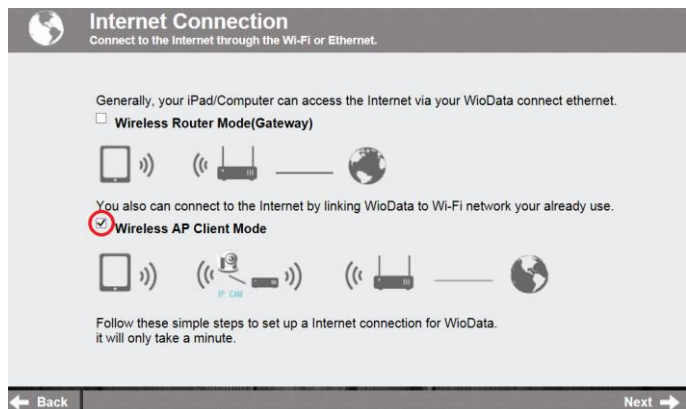 Internet Connection
Connect to the Internet through the Wi-Fi or Ethernet.
Generally, your iPad/Computer can access the Internet via your WioData connect ethernet.
Wireless Router Mode(Gateway)
You also can connect to the Internet by linking WioData to Wi-Fi network your already use.
Wireless AP Client Mode
IP CAM
Follow these simple steps to set up a Internet connection for WioData.
it will only take a minute.
Back
Next